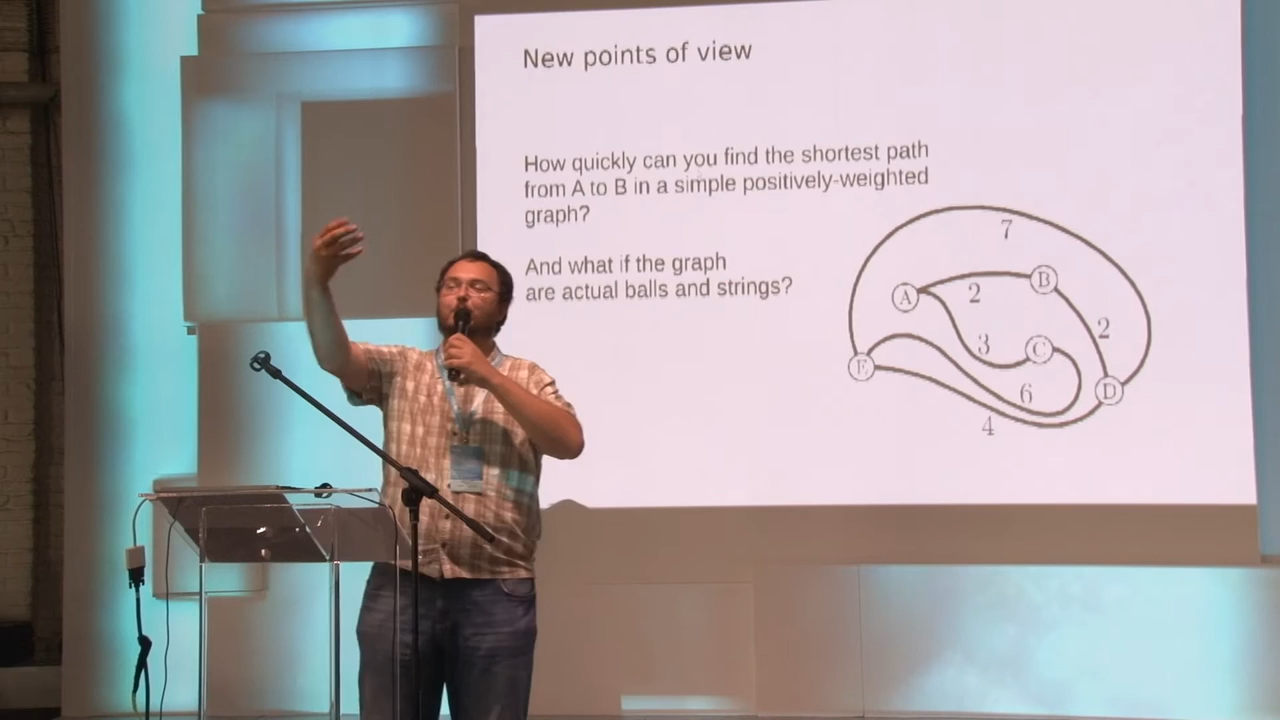 New points of view
How quickly can you find the shortest path
from A to B in a simple positively-weighted
graph?
And what if the graph
are actual balls and strings?
7
A
2
B
2
3
C
E
6
D
4